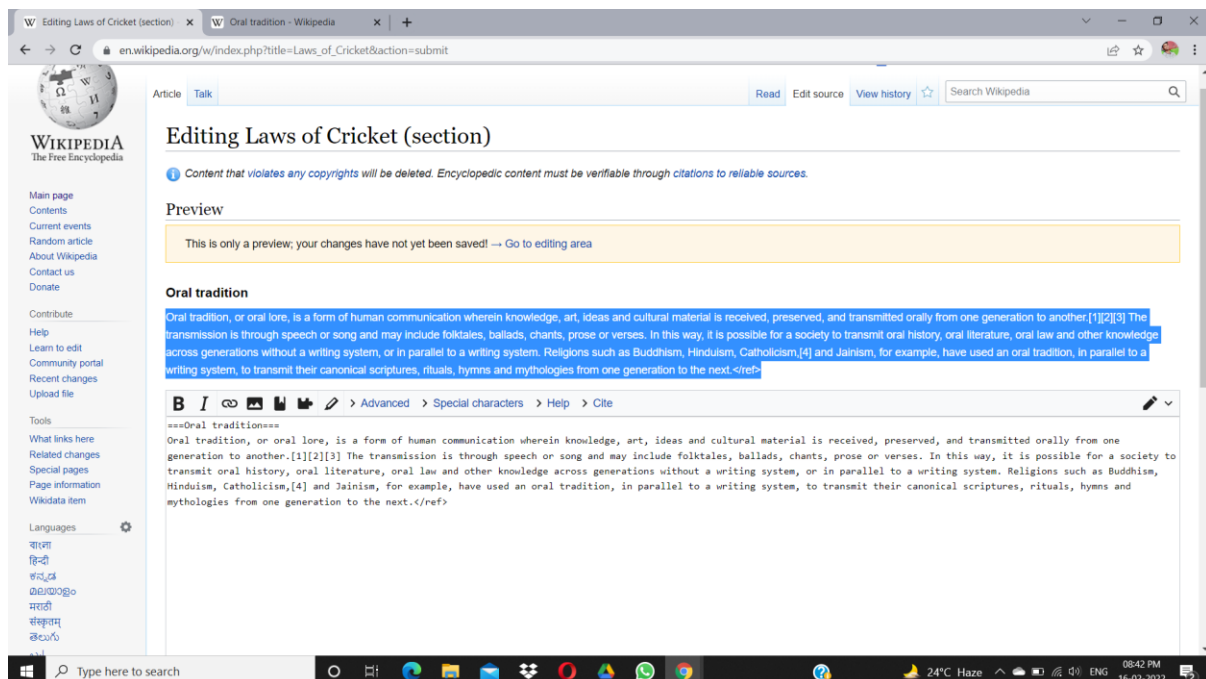 Editing Laws of Cricket (section)
Oral tradition - Wikipedia
en.wikipedia.org/w/index.php?title=Laws_of_Cricket&action=submit
WIKIPEDIA
The Free Encyclopedia
Main page
Contents
Current events
Random article
About Wikipedia
Contact us
Donate
Contribute
Help
Learn to edit
Community portal
Recent changes
Upload file
Tools
What links here
Related changes
Special pages
Page information
Wikidata item
Languages
বাংলা
हिन्दी
ಕನ್ನಡ
മലയാളം
मराठी
संस्कृतम्
తెలుగు
Article Talk
Read Edit source View history Search Wikipedia
Editing Laws of Cricket (section)
Content that violates any copyrights will be deleted. Encyclopedic content must be verifiable through citations to reliable sources.
Preview
This is only a preview; your changes have not yet been saved! → Go to editing area
Oral tradition
Oral tradition, or oral lore, is a form of human communication wherein knowledge, art, ideas and cultural material is received, preserved, and transmitted orally from one generation to another.[1][2][3] The
transmission is through speech or song and may include folktales, ballads, chants, prose or verses. In this way, it is possible for a society to transmit oral history, oral literature, oral law and other knowledge
across generations without a writing system, or in parallel to a writing system. Religions such as Buddhism, Hinduism, Catholicism,[4] and Jainism, for example, have used an oral tradition, in parallel to a
writing system, to transmit their canonical scriptures, rituals, hymns and mythologies from one generation to the next.</ref>
B I > Advanced > Special characters > Help > Cite
===Oral tradition===
Oral tradition, or oral lore, is a form of human communication wherein knowledge, art, ideas and cultural material is received, preserved, and transmitted orally from one
generation to another.[1][2][3] The transmission is through speech or song and may include folktales, ballads, chants, prose or verses. In this way, it is possible for a society to
transmit oral history, oral literature, oral law and other knowledge across generations without a writing system, or in parallel to a writing system. Religions such as Buddhism,
Hinduism, Catholicism,[4] and Jainism, for example, have used an oral tradition, in parallel to a writing system, to transmit their canonical scriptures, rituals, hymns and
mythologies from one generation to the next.</ref>
Type here to search
24°C Haze ENG 08:42 PM
16-02-2022